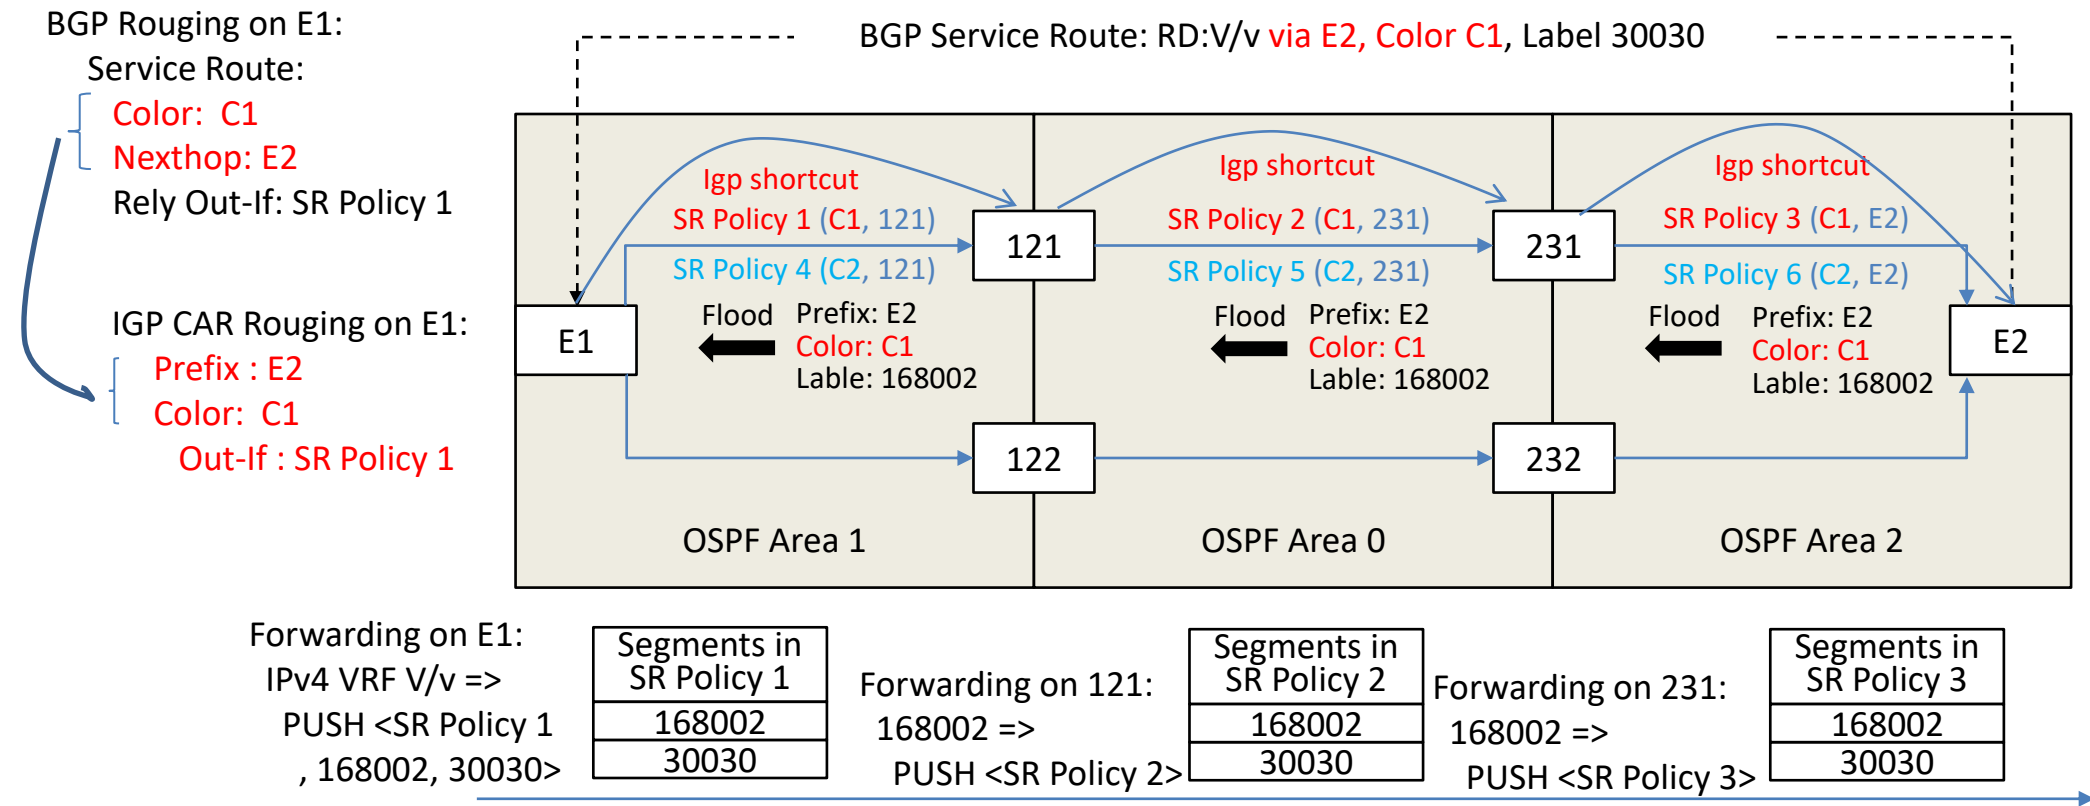 BGP Rouging on E1:
Service Route:
Color:  C1
Nexthop: E2
Rely Out-If: SR Policy 1
IGP CAR Rouging on E1:
Prefix : E2
Color:  C1
Out-If : SR Policy 1
BGP Service Route: RD:V/v via E2, Color C1, Label 30030
Igp shortcut
SR Policy 1 (C1, 121)
SR Policy 4 (C2, 121)
Flood
Prefix: E2
Color: C1
Lable: 168002
Igp shortcut
SR Policy 2 (C1, 231)
SR Policy 5 (C2, 231)
Flood
Prefix: E2
Color: C1
Lable: 168002
Igp shortcut
SR Policy 3 (C1, E2)
SR Policy 6 (C2, E2)
Flood
Prefix: E2
Color: C1
Lable: 168002
E1
121
231
E2
122
232
OSPF Area 1
OSPF Area 0
OSPF Area 2
Forwarding on E1:
IPv4 VRF V/v =>
PUSH <SR Policy 1
, 168002, 30030>
Segments in
SR Policy 1
168002
30030
Forwarding on 121:
168002 =>
PUSH <SR Policy 2>
Segments in
SR Policy 2
168002
30030
Forwarding on 231:
168002 =>
PUSH <SR Policy 3>
Segments in
SR Policy 3
168002
30030